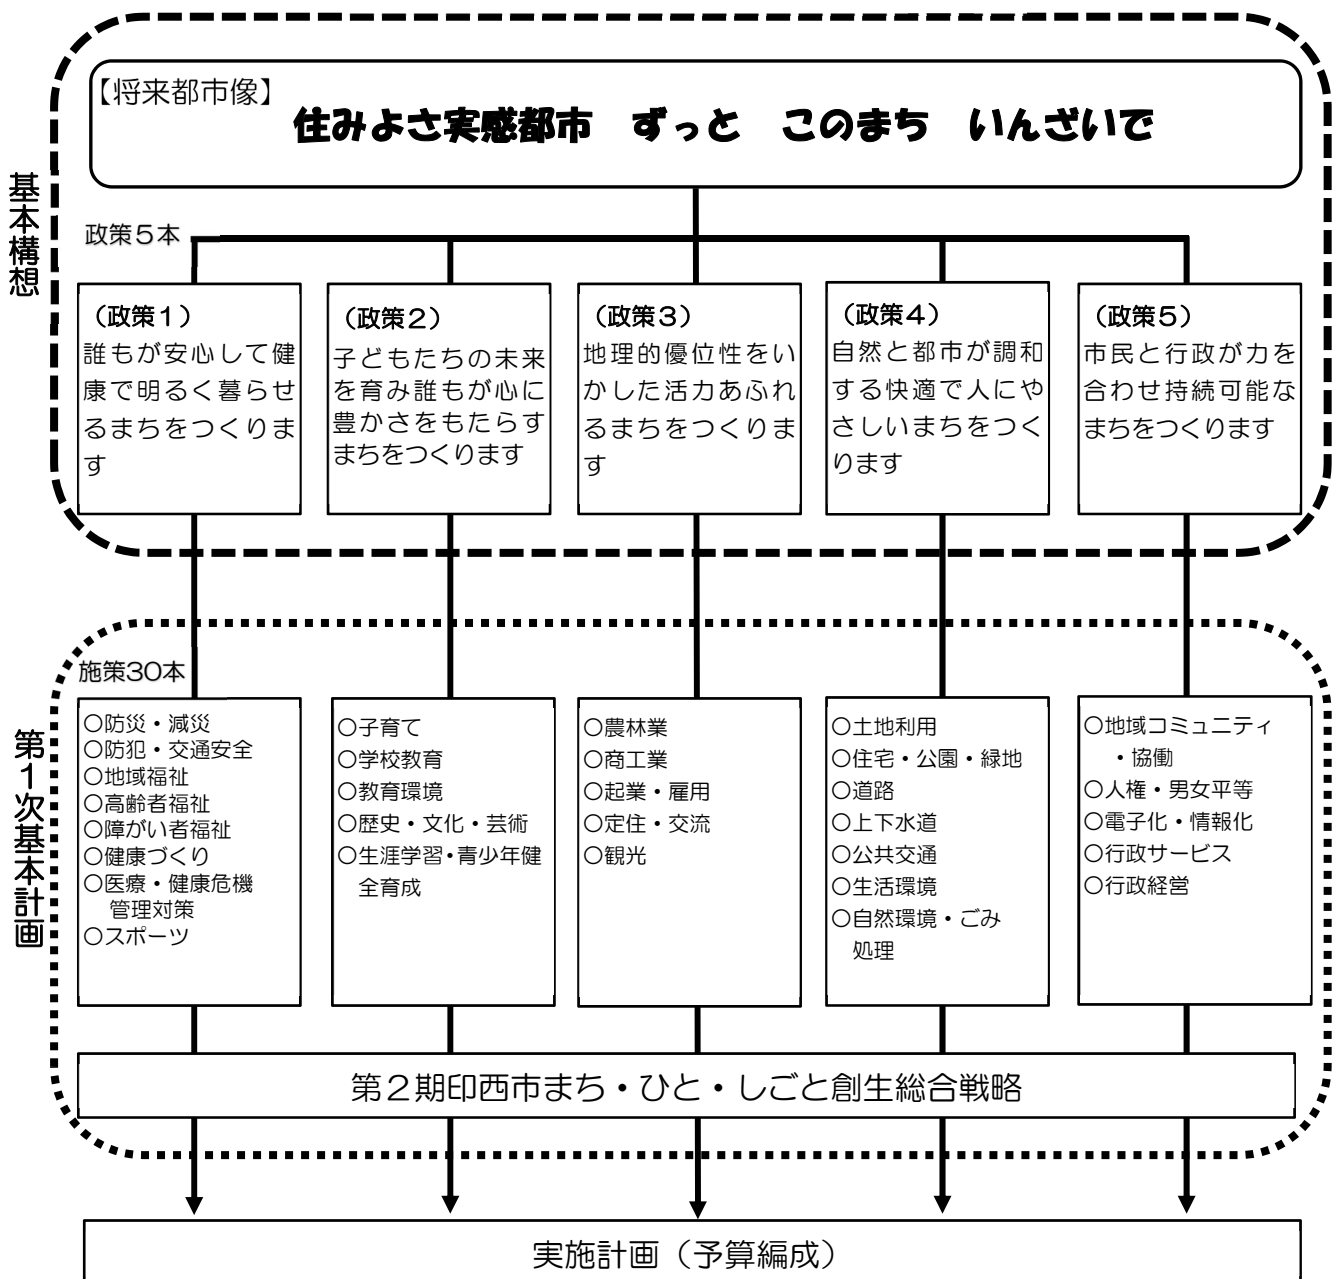 基本構想
【将来都市像】
住みよさ実感都市　ずっと　このまち　いんざいで
政策５本
（政策１）
誰もが安心して健
康で明るく暮らせ
るまちをつくりま
す
（政策２）
子どもたちの未来
を育み誰もが心に
豊かさをもたらす
まちをつくります
（政策３）
地理的優位性をい
かした活力あふれ
るまちをつくりま
す
（政策４）
自然と都市が調和
する快適で人にや
さしいまちをつく
ります
（政策５）
市民と行政が力を
合わせ持続可能な
まちをつくります
第１次基本計画
施策30本
○防災・減災
○防犯・交通安全
○地域福祉
○高齢者福祉
○障がい者福祉
○健康づくり
○医療・健康危機
管理対策
○スポーツ
○子育て
○学校教育
○教育環境
○歴史・文化・芸術
○生涯学習・青少年健
全育成
○農林業
○商工業
○起業・雇用
○定住・交流
○観光
○土地利用
○住宅・公園・緑地
○道路
○上下水道
○公共交通
○生活環境
○自然環境・ごみ
処理
○地域コミュニティ
・協働
○人権・男女平等
○電子化・情報化
○行政サービス
○行政経営
第２期印西市まち・ひと・しごと創生総合戦略
実施計画（予算編成）